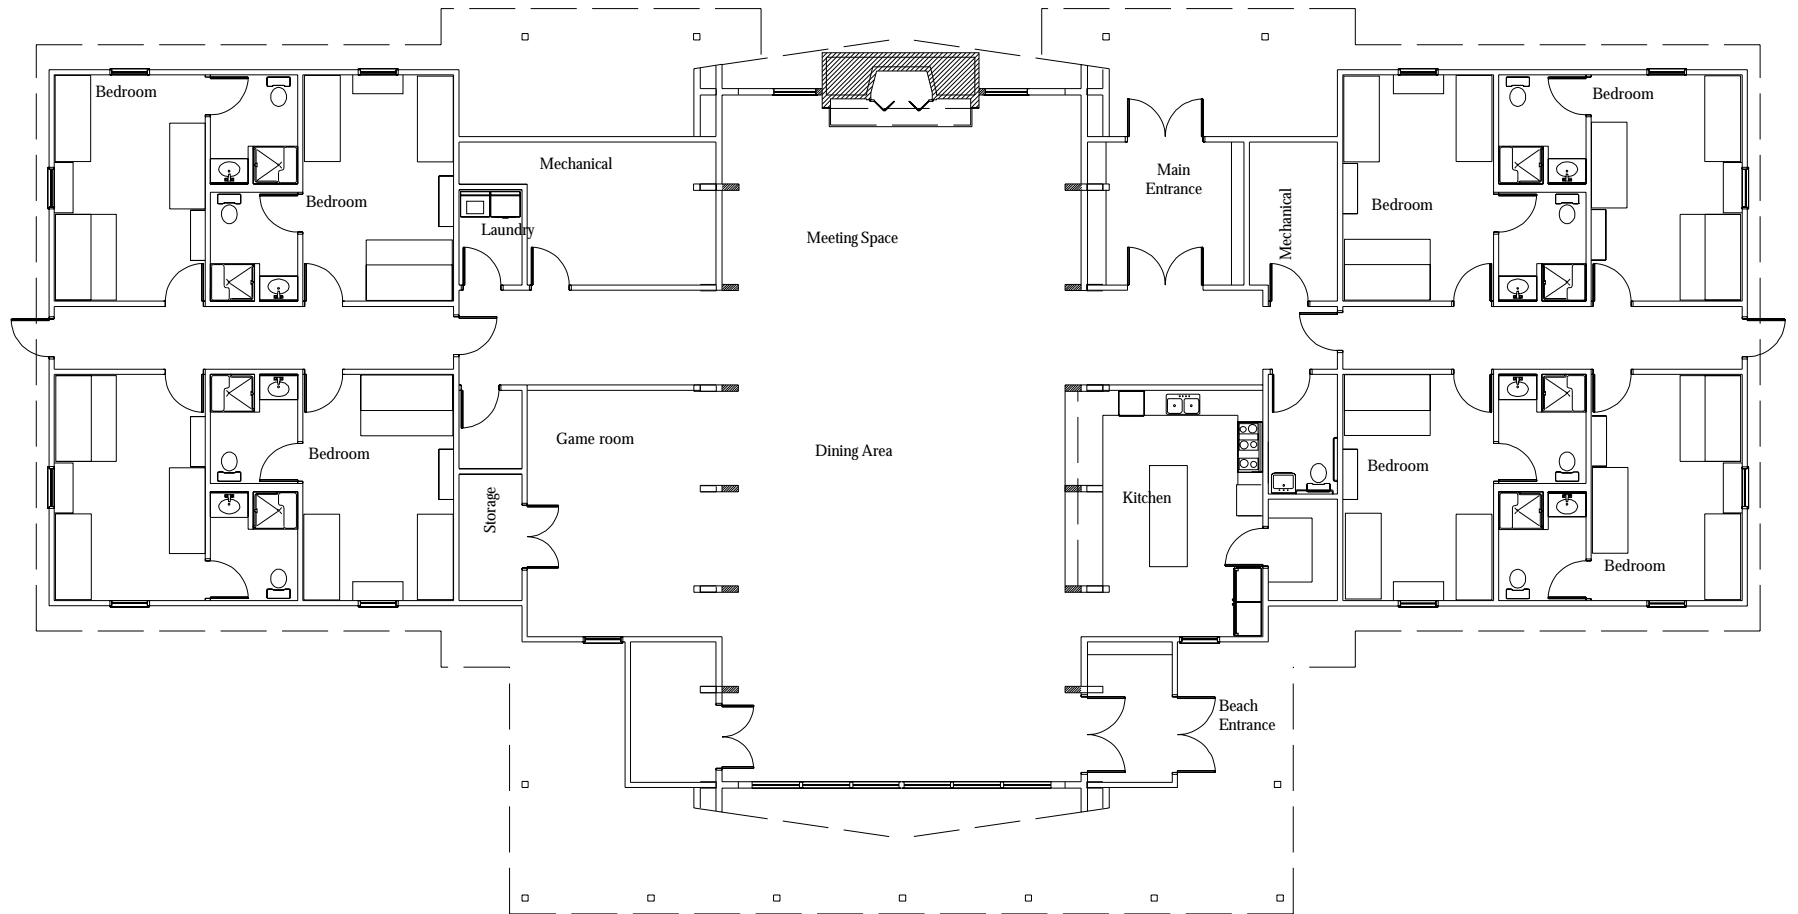 Bedroom
Bedroom
Mechanical
Main
Entrance
Bedroom
Bedroom
Mechanical
Laundry
Meeting Space
Game room
Dining Area
Bedroom
Bedroom
Storage
Kitchen
Bedroom
Beach
Entrance